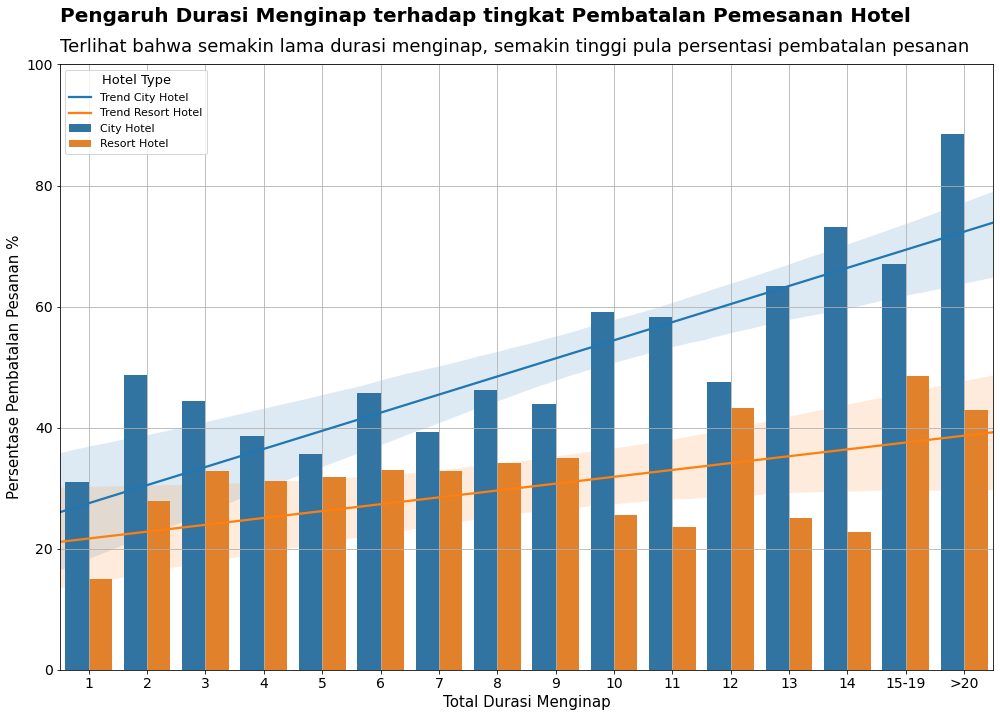 Pengaruh Durasi Menginap terhadap tingkat Pembatalan Pemesanan Hotel
Terlihat bahwa semakin lama durasi menginap, semakin tinggi pula persentasi pembatalan pesanan
Hotel Type
Trend City Hotel
Trend Resort Hotel
City Hotel
Resort Hotel
Persentase Pembatalan Pesanan %
100
80
60
40
20
0
1 2 3 4 5 6 7 8 9 10 11 12 13 14 15-19 >20
Total Durasi Menginap